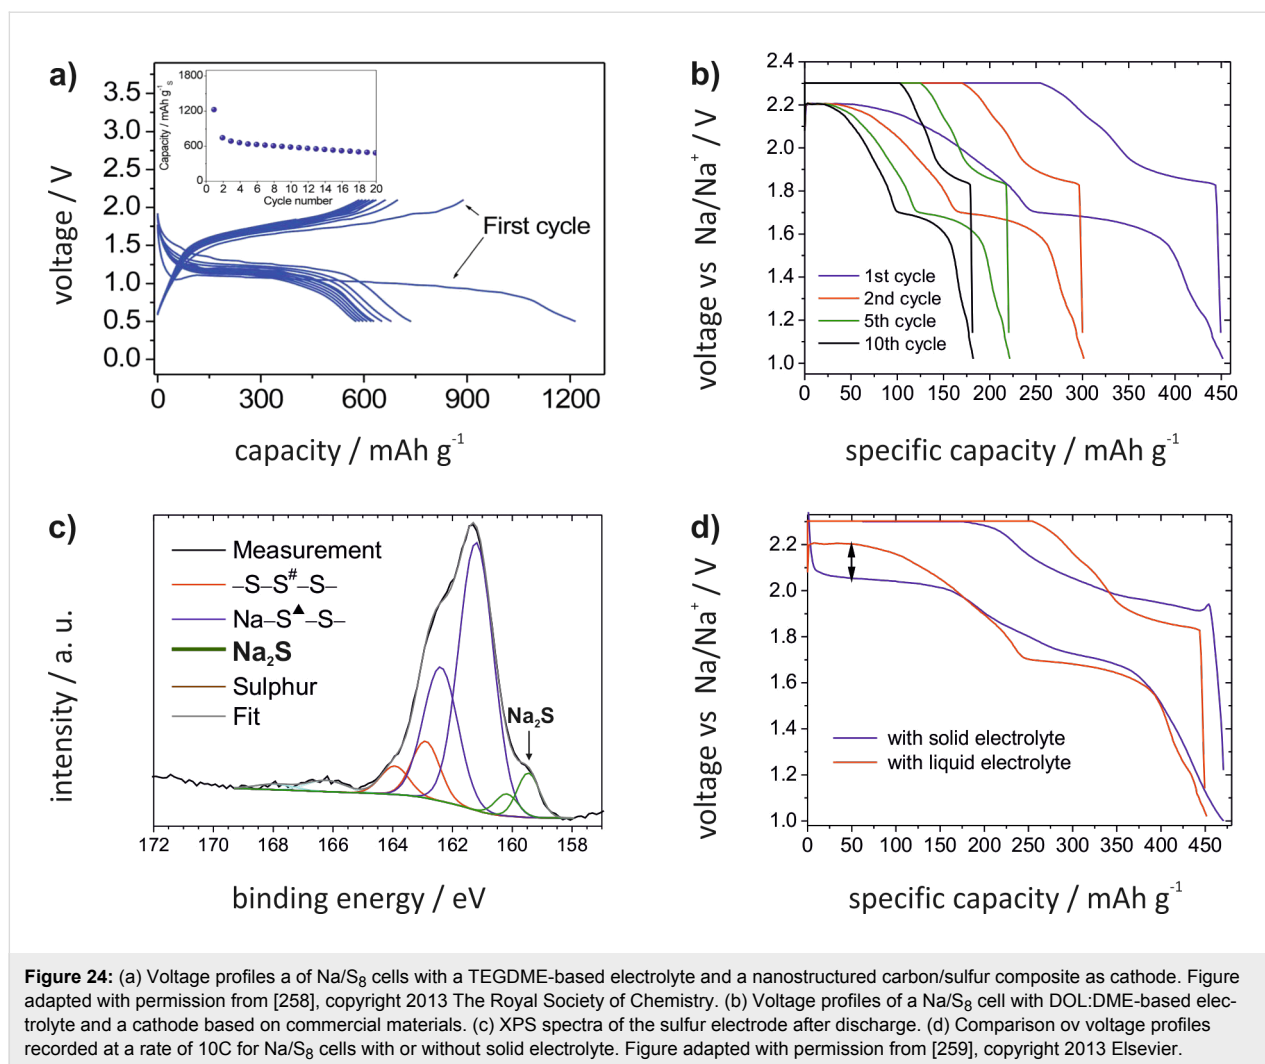 a)
voltage / V
3.5
3.0
2.5
2.0
1.5
1.0
0.5
0.0
0 300 600 900 1200
capacity / mAh g-1
Capacity / mAh g-1s
1800
1200
600
0
0 2 4 6 8 10 12 14 16 18 20
Cycle number
First cycle
b)
voltage vs Na/Na+ / V
2.4
2.2
2.0
1.8
1.6
1.4
1.2
1.0
1st cycle
2nd cycle
5th cycle
10th cycle
0 50 100 150 200 250 300 350 400 450
specific capacity / mAh g-1
c)
intensity / a. u.
Measurement
–S–S#–S–
Na–S▲–S–
Na2S
Sulphur
Fit
Na2S
172 170 168 166 164 162 160 158
binding energy / eV
d)
voltage vs Na/Na+ / V
2.2
2.0
1.8
1.6
1.4
1.2
1.0
with solid electrolyte
with liquid electrolyte
0 50 100 150 200 250 300 350 400 450
specific capacity / mAh g-1
Figure 24: (a) Voltage profiles a of Na/S8 cells with a TEGDME-based electrolyte and a nanostructured carbon/sulfur composite as cathode. Figure
adapted with permission from [258], copyright 2013 The Royal Society of Chemistry. (b) Voltage profiles of a Na/S8 cell with DOL:DME-based elec-
trolyte and a cathode based on commercial materials. (c) XPS spectra of the sulfur electrode after discharge. (d) Comparison ov voltage profiles
recorded at a rate of 10C for Na/S8 cells with or without solid electrolyte. Figure adapted with permission from [259], copyright 2013 Elsevier.